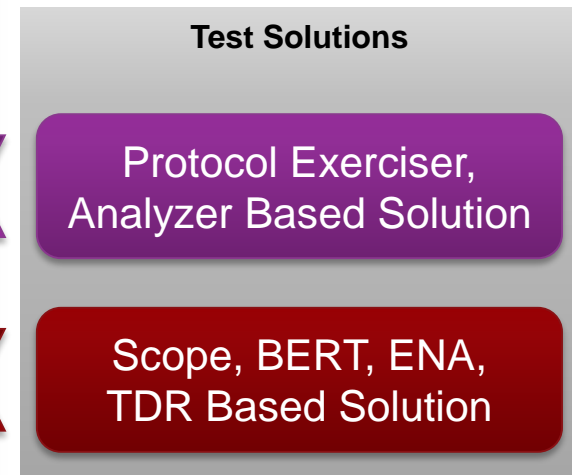 Test Solutions
Protocol Exerciser,
Analyzer Based Solution
Scope, BERT, ENA,
TDR Based Solution